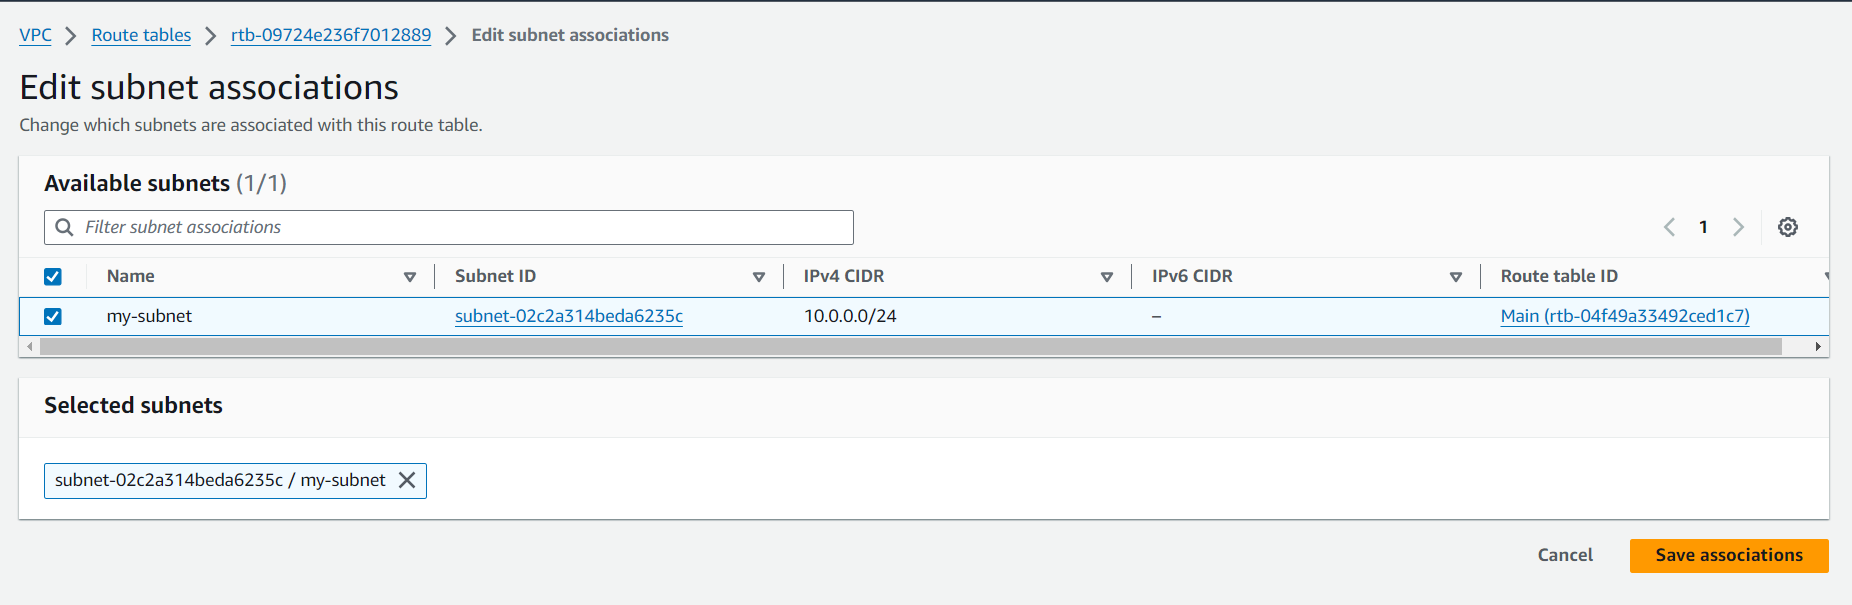 VPC Route tables rtb-09724e236f7012889 Edit subnet associations
Edit subnet associations
Change which subnets are associated with this route table.
Available subnets (1/1)
Filter subnet associations
1
Name Subnet ID IPv4 CIDR IPv6 CIDR Route table ID
my-subnet subnet-02c2a314beda6235c 10.0.0.0/24 – Main (rtb-04f49a33492ced1c7)
Selected subnets
subnet-02c2a314beda6235c / my-subnet
Cancel Save associations